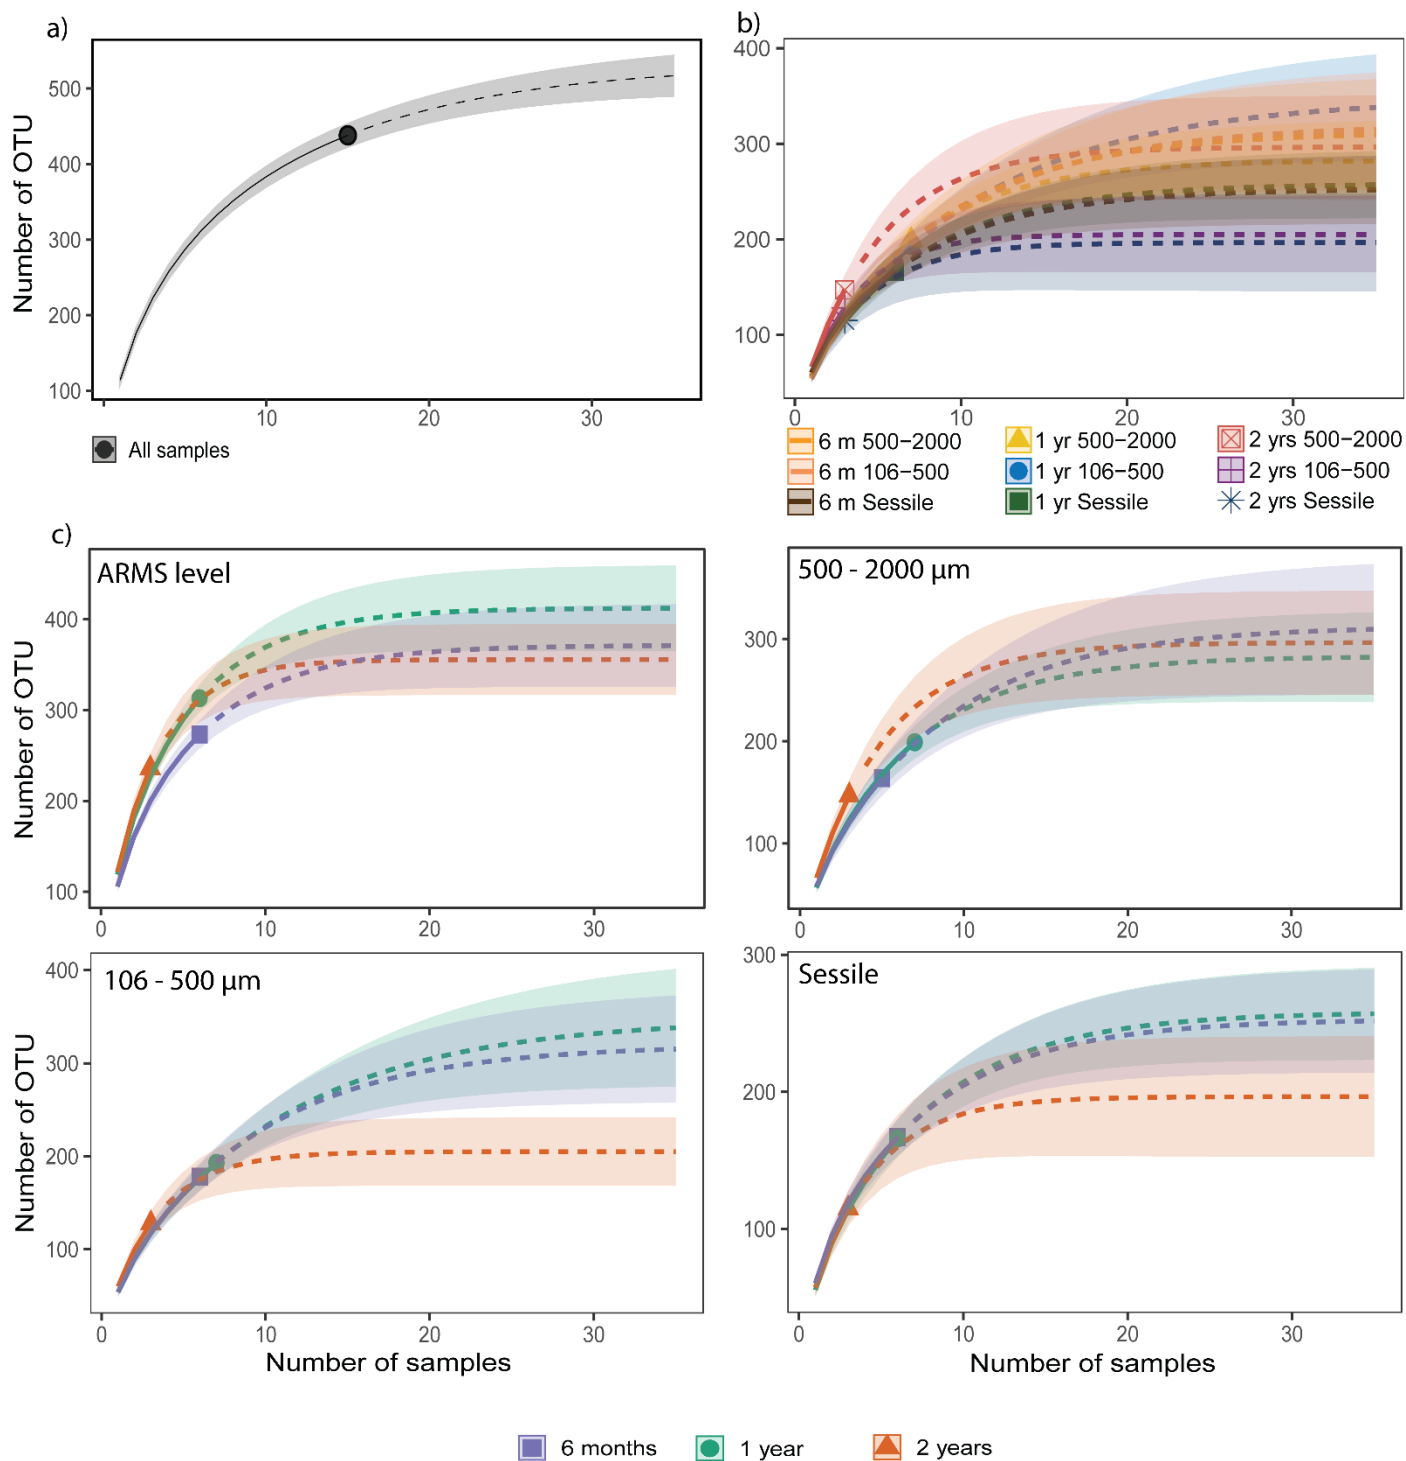 a)
Number of OTU
500
400
300
200
100
10
20
30
All samples
b)
400
300
200
100
0
10
20
30
6 m 500−2000
1 yr 500−2000
2 yrs 500−2000
6 m 106−500
1 yr 106−500
2 yrs 106−500
6 m Sessile
1 yr Sessile
2 yrs Sessile
c)
ARMS level
Number of OTU
400
300
200
100
0
10
20
30
500 - 2000 µm
300
200
100
0
10
20
30
106 - 500 µm
Number of OTU
400
300
200
100
0
10
20
30
Number of samples
Sessile
300
200
100
0
10
20
30
Number of samples
6 months
1 year
2 years